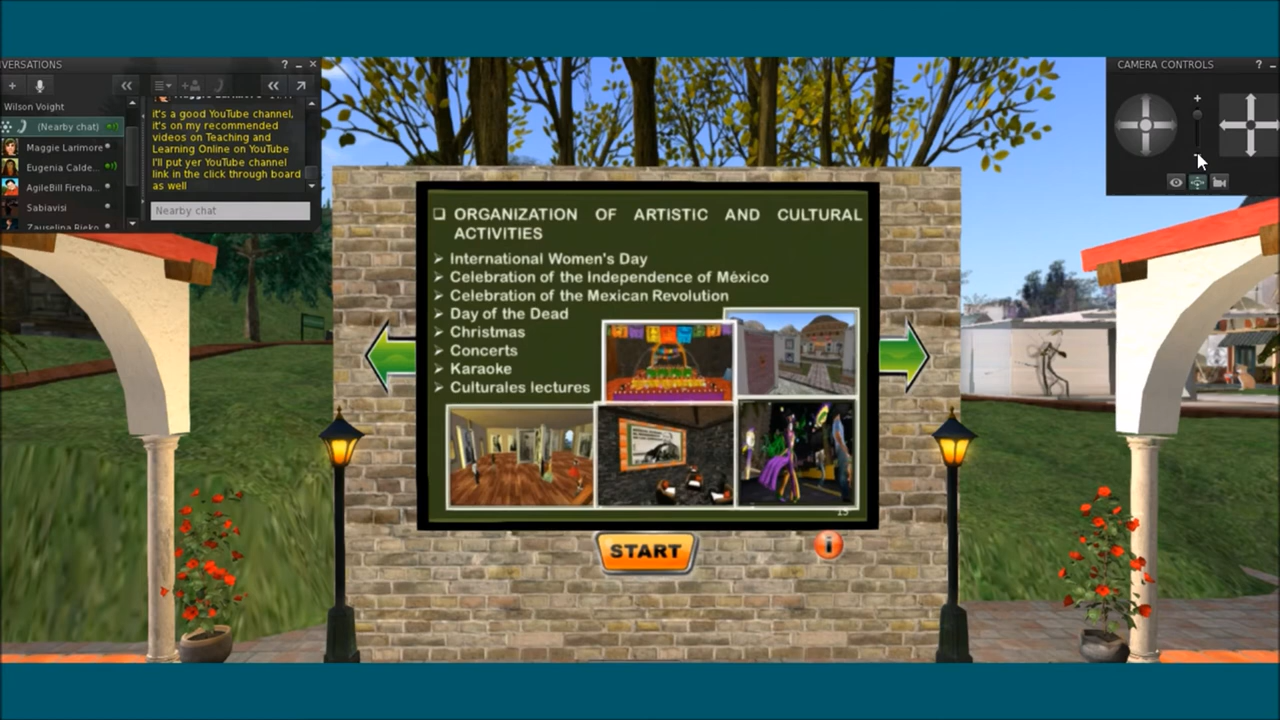 VERSATIONS
Wilson Voight
(Nearby chat)
Maggie Larimore
Eugenia Calde...
AgileBill Fireha...
Sabiavisi
Zauselina Rieko
it's a good YouTube channel,
it's on my recommended
videos on Teaching and
Learning Online on YouTube
I'll put yer YouTube channel
link in the click through board
as well
Nearby chat
CAMERA CONTROLS
ORGANIZATION OF ARTISTIC AND CULTURAL
ACTIVITIES
International Women's Day
Celebration of the Independence of México
Celebration of the Mexican Revolution
Day of the Dead
Christmas
Concerts
Karaoke
Culturales lectures
START
i